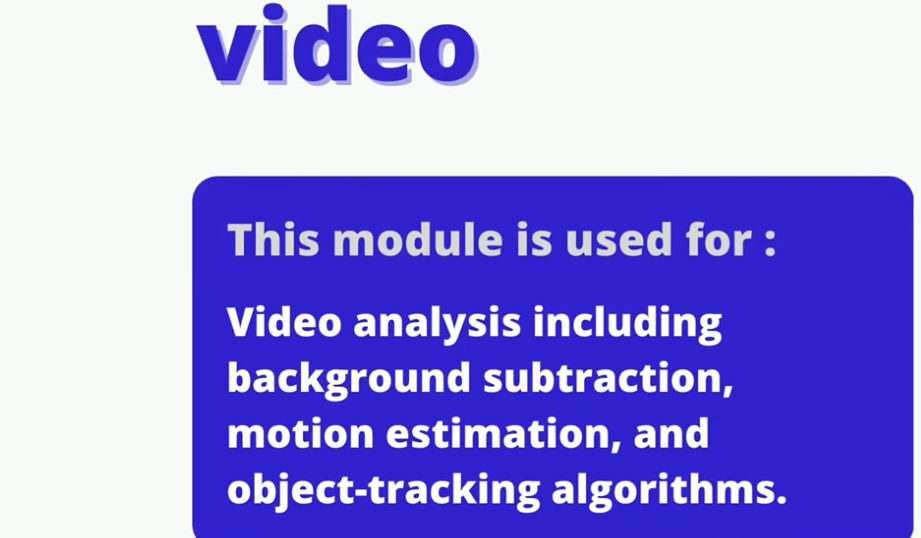 video
This module is used for :
Video analysis including
background subtraction,
motion estimation, and
object-tracking algorithms.